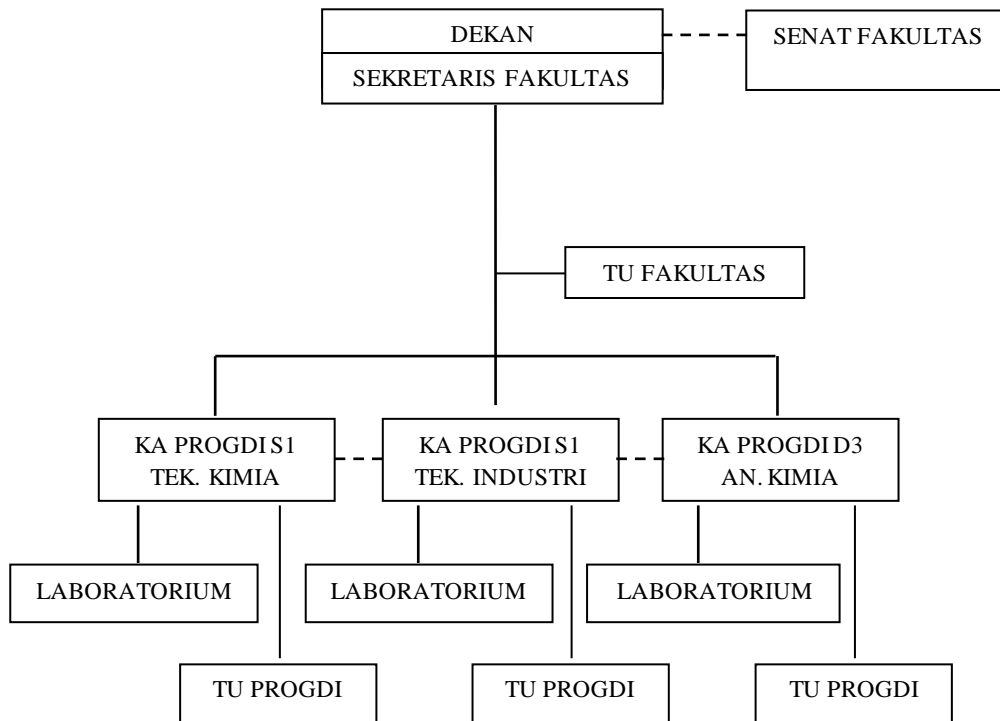 DEKAN
SENAT FAKULTAS
SEKRETARIS FAKULTAS
TU FAKULTAS
KA PROGDI S1
TEK. KIMIA
KA PROGDI S1
TEK. INDUSTRI
KA PROGDI D3
AN. KIMIA
LABORATORIUM
LABORATORIUM
LABORATORIUM
TU PROGDI
TU PROGDI
TU PROGDI